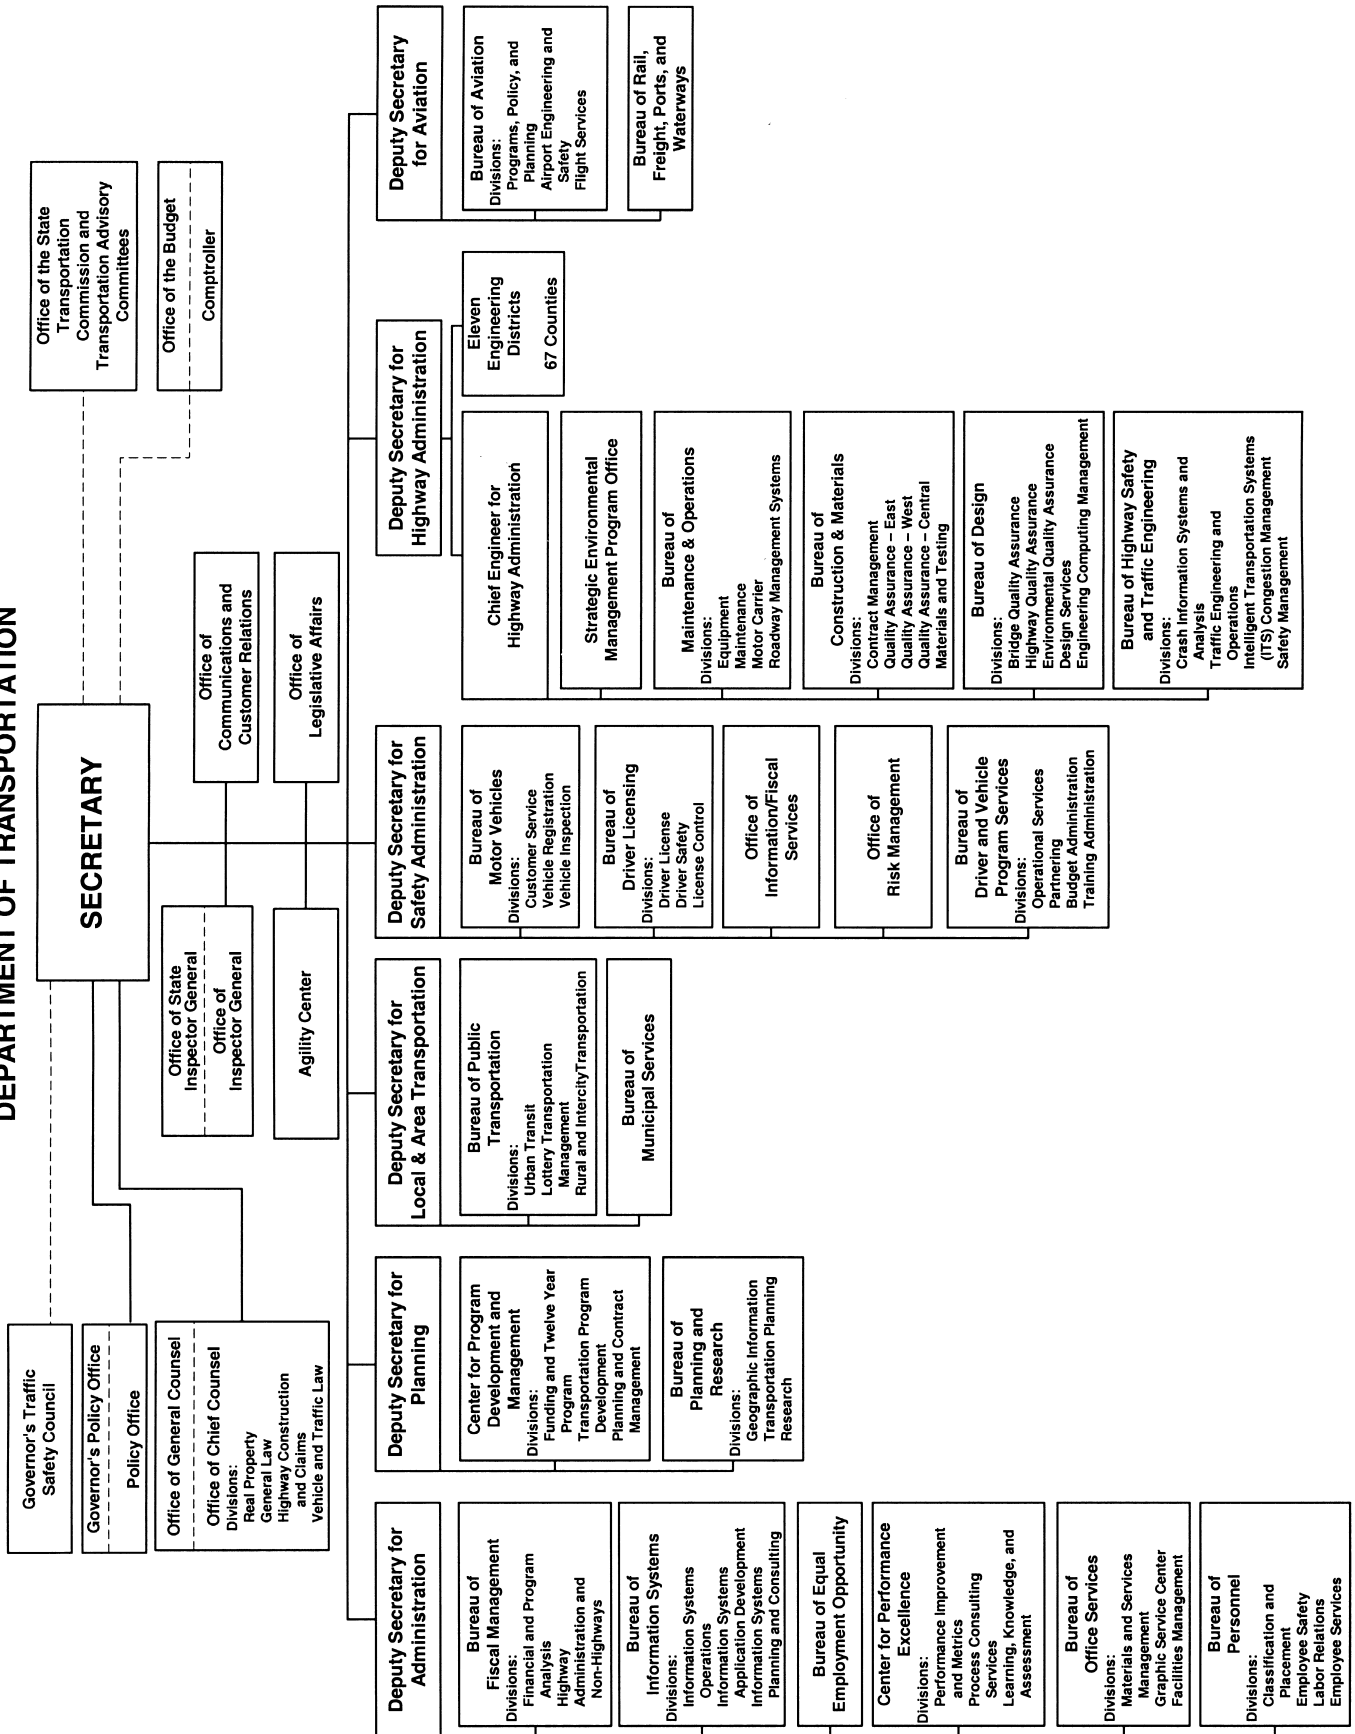 DEPARTMENT OF TRANSPORTATION
SECRETARY
Governor's Traffic
Safety Council
Governor's Policy Office
Policy Office
Office of General Counsel
Office of Chief Counsel
Divisions:
Real Property
General Law
Highway Construction
and Claims
Vehicle and Traffic Law
Office of State
Inspector General
Office of
Inspector General
Agility Center
Office of
Communications and
Customer Relations
Office of
Legislative Affairs
Office of the State
Transportation
Commission and
Transportation Advisory
Committees
Office of the Budget
Comptroller
Deputy Secretary for
Administration
Bureau of
Fiscal Management
Divisions:
Financial and Program
Analysis
Highway
Administration and
Non-Highways
Bureau of
Information Systems
Divisions:
Information Systems
Operations
Information Systems
Application Development
Information Systems
Planning and Consulting
Bureau of Equal
Employment Opportunity
Center for Performance
Excellence
Divisions:
Performance Improvement
and Metrics
Process Consulting
Services
Learning, Knowledge, and
Assessment
Bureau of
Office Services
Divisions:
Materials and Services
Management
Graphic Service Center
Facilities Management
Bureau of
Personnel
Divisions:
Classification and
Placement
Employee Safety
Labor Relations
Employee Services
Deputy Secretary for
Planning
Center for Program
Development and
Management
Divisions:
Funding and Twelve Year
Program
Transportation Program
Development
Planning and Contract
Management
Bureau of
Planning and
Research
Divisions:
Geographic Information
Transportation Planning
Research
Deputy Secretary for
Local & Area Transportation
Bureau of Public
Transportation
Divisions:
Urban Transit
Lottery Transportation
Management
Rural and IntercityTransportation
Bureau of
Municipal Services
Deputy Secretary for
Safety Administration
Bureau of
Motor Vehicles
Divisions:
Customer Service
Vehicle Registration
Vehicle Inspection
Bureau of
Driver Licensing
Divisions:
Driver License
Driver Safety
License Control
Office of
Information/Fiscal
Services
Office of
Risk Management
Bureau of
Driver and Vehicle
Program Services
Divisions:
Operational Services
Partnering
Budget Administration
Training Administration
Deputy Secretary for
Highway Administration
Chief Engineer for
Highway Administration
Strategic Environmental
Management Program Office
Bureau of
Maintenance & Operations
Divisions:
Equipment
Maintenance
Motor Carrier
Roadway Management Systems
Bureau of
Construction & Materials
Divisions:
Contract Management
Quality Assurance – East
Quality Assurance – West
Quality Assurance – Central
Materials and Testing
Bureau of Design
Divisions:
Bridge Quality Assurance
Highway Quality Assurance
Environmental Quality Assurance
Design Services
Engineering Computing Management
Bureau of Highway Safety
and Traffic Engineering
Divisions:
Crash Information Systems and
Analysis
Traffic Engineering and
Operations
Intelligent Transportation Systems
(ITS) Congestion Management
Safety Management
Eleven
Engineering
Districts
67 Counties
Deputy Secretary
for Aviation
Bureau of Aviation
Divisions:
Programs, Policy, and
Planning
Airport Engineering and
Safety
Flight Services
Bureau of Rail,
Freight, Ports, and
Waterways